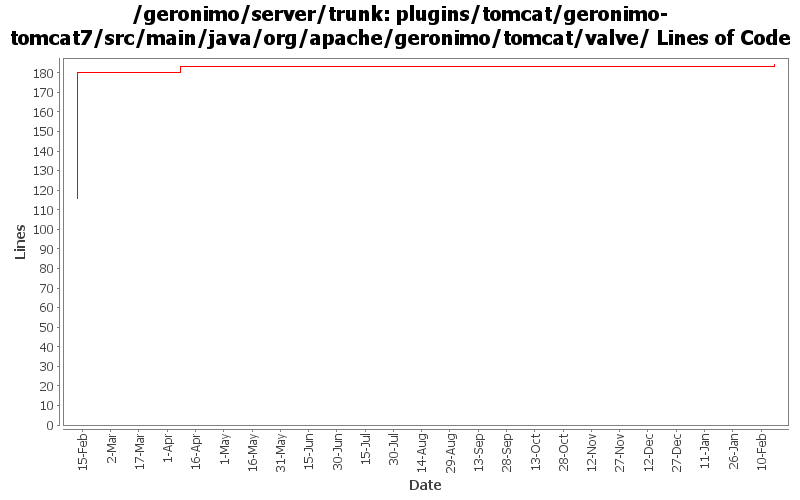 /geronimo/server/trunk: plugins/tomcat/geronimo-
tomcat7/src/main/java/org/apache/geronimo/tomcat/valve/ Lines of Code
180
170
160
150
140
130
120
110
100
90
80
70
60
50
40
30
20
10
0
Lines
15-Feb
2-Mar
17-Mar
1-Apr
16-Apr
1-May
16-May
31-May
15-Jun
30-Jun
15-Jul
30-Jul
14-Aug
29-Aug
13-Sep
28-Sep
13-Oct
28-Oct
12-Nov
27-Nov
12-Dec
27-Dec
11-Jan
26-Jan
10-Feb
Date